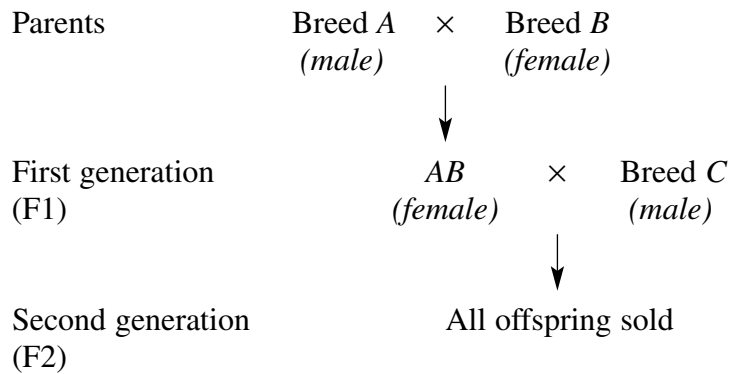 Parents Breed A × Breed B
(male) (female)
First generation AB × Breed C
(F1) (female) (male)
Second generation All offspring sold
(F2)